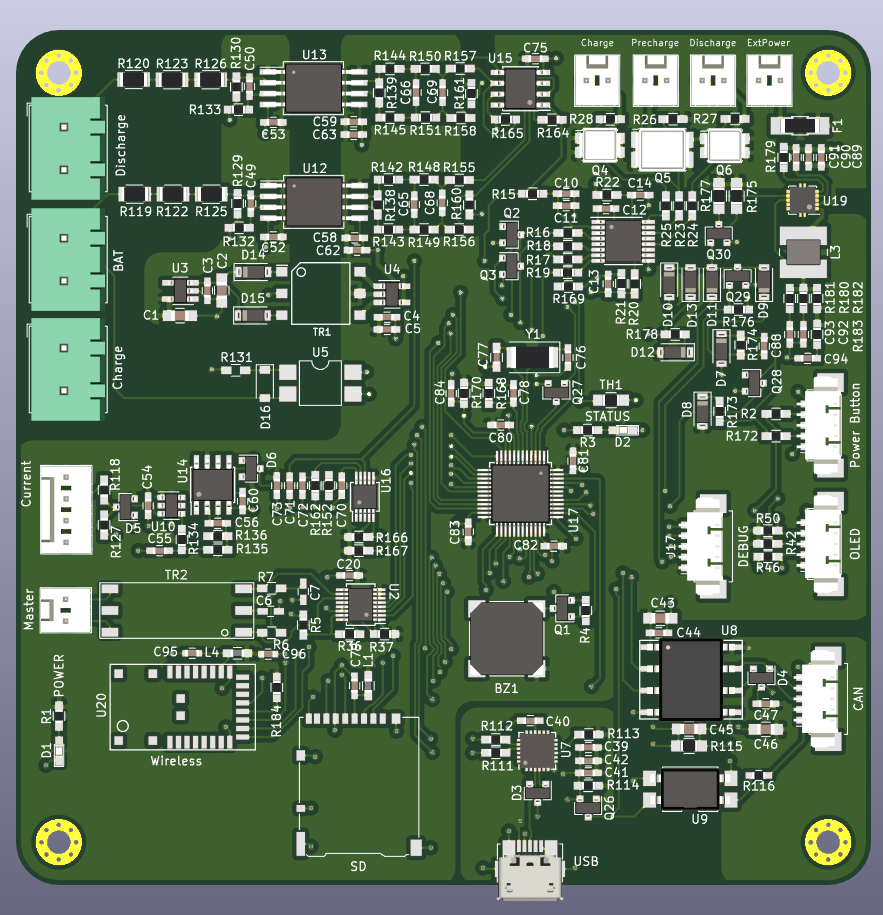 Charge Precharge Discharge ExtPower
R120 R123 R126 R130 C50
U13
R144 R150 R157
U15 C75
R133 C53 C59 C63
R139 C66 C69 R161
R145 R151 R158
R165 R164
R28 R26 R27
F1
Q4 Q5 Q6
R179 C91 C90 C89
Discharge
R129 C49
U12
R142 R148 R155
R119 R122 R125
R138 C65 C68 R160
R15 C10 C11
R22 C14 C12
R177 R175
U19
R132 C52 C58 C62
R143 R149 R156
Q2 Q3
R16
R18
R17
R19
R169
R25 R23 R24
Q30
L3
BAT
U3 C3 C2 C1
D14
D15
TR1
U4
C4
C5
C13 R21 R20
D10 D13 D11 Q29 D9
R176
R181 R180 R182
C93 C92 R183
C94
Charge
R131
U5
D16
Y1
C77 C76
R178
D12
D7 R174 C88
Q28
C84 R170 R168 C78
Q27
TH1
STATUS
R3 D2
D8 R173
R2
R172
Power Button
C80
C81
Current
R118
R127
D5
C54
U10
C55
U14
R134
D6
C60
C56
R136
R135
C73 C71 C72 R162 R152 C70
U16
R166
R167
C83 C82
U17
J17
DEBUG
R50
R46
R42
OLED
Master
TR2
R7
C6
R6
C7
R5
C20
U2
R36 R37
L1
BZ1
Q1 R4
C43
C44
U8
D4
C47
C46
C45
R115
CAN
C95 L4 C96
U20
R184
Wireless
POWER
R1
D1
SD
R112
R111
C40
U7
D3
R113
C39
C42
C41
R114
Q26
U9
R116
USB